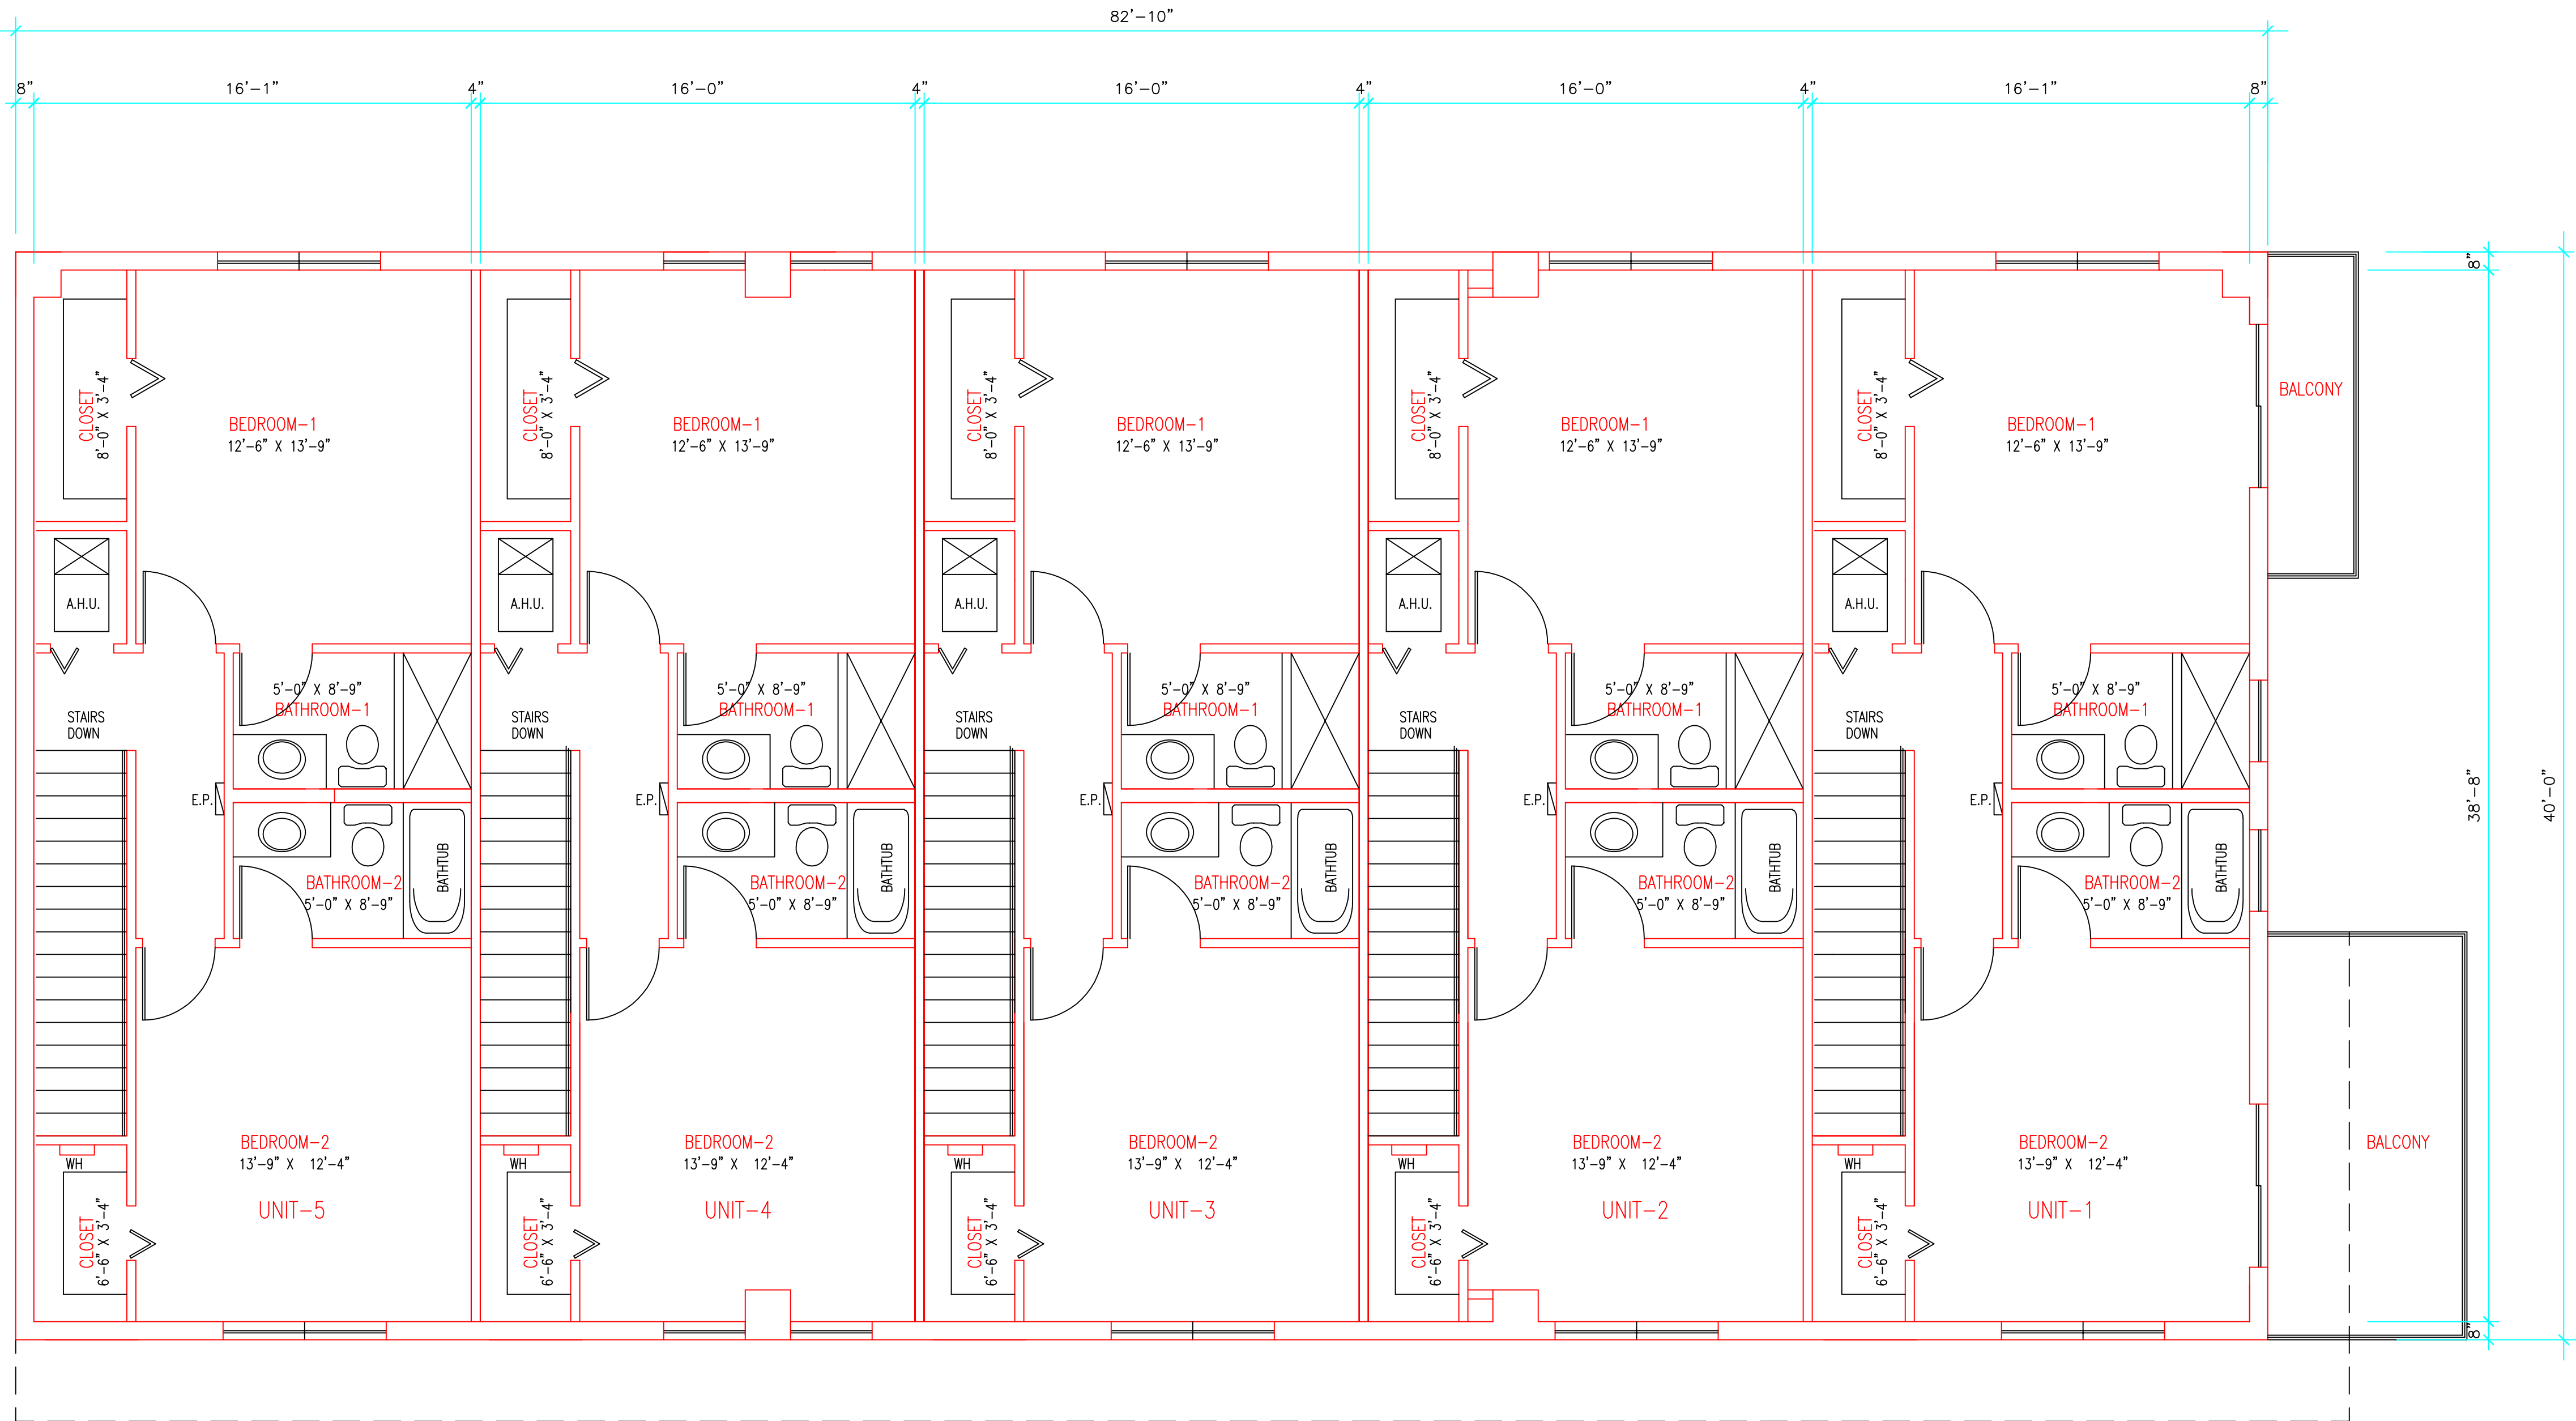 82'-10"
8"
16'-1"
4"
16'-0"
4"
16'-0"
4"
16'-0"
4"
16'-1"
8"
8"
38'-8"
40'-0"
8"
CLOSET
8'-0" X 3'-4"
BEDROOM-1
12'-6" X 13'-9"
CLOSET
8'-0" X 3'-4"
BEDROOM-1
12'-6" X 13'-9"
CLOSET
8'-0" X 3'-4"
BEDROOM-1
12'-6" X 13'-9"
CLOSET
8'-0" X 3'-4"
BEDROOM-1
12'-6" X 13'-9"
CLOSET
8'-0" X 3'-4"
BEDROOM-1
12'-6" X 13'-9"
BALCONY
A.H.U.
A.H.U.
A.H.U.
A.H.U.
A.H.U.
STAIRS
DOWN
5'-0" X 8'-9"
BATHROOM-1
STAIRS
DOWN
5'-0" X 8'-9"
BATHROOM-1
STAIRS
DOWN
5'-0" X 8'-9"
BATHROOM-1
STAIRS
DOWN
5'-0" X 8'-9"
BATHROOM-1
STAIRS
DOWN
5'-0" X 8'-9"
BATHROOM-1
E.P.
E.P.
E.P.
E.P.
E.P.
BATHROOM-2
5'-0" X 8'-9"
BATHTUB
BATHROOM-2
5'-0" X 8'-9"
BATHTUB
BATHROOM-2
5'-0" X 8'-9"
BATHTUB
BATHROOM-2
5'-0" X 8'-9"
BATHTUB
BATHROOM-2
5'-0" X 8'-9"
BATHTUB
BEDROOM-2
13'-9" X 12'-4"
BEDROOM-2
13'-9" X 12'-4"
BEDROOM-2
13'-9" X 12'-4"
BEDROOM-2
13'-9" X 12'-4"
BEDROOM-2
13'-9" X 12'-4"
BALCONY
WH
WH
WH
WH
WH
CLOSET
6'-6" X 3'-4"
UNIT-5
CLOSET
6'-6" X 3'-4"
UNIT-4
CLOSET
6'-6" X 3'-4"
UNIT-3
CLOSET
6'-6" X 3'-4"
UNIT-2
CLOSET
6'-6" X 3'-4"
UNIT-1